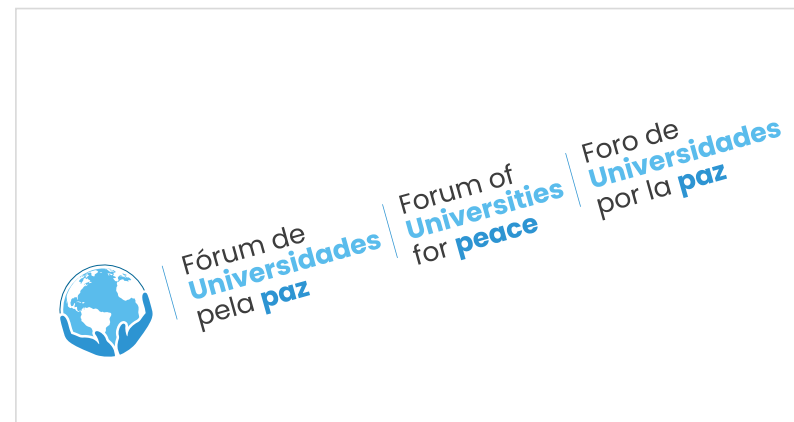 Fórum de
Universidades
pela paz
Forum of
Universities
for peace
Foro de
Universidades
por la paz